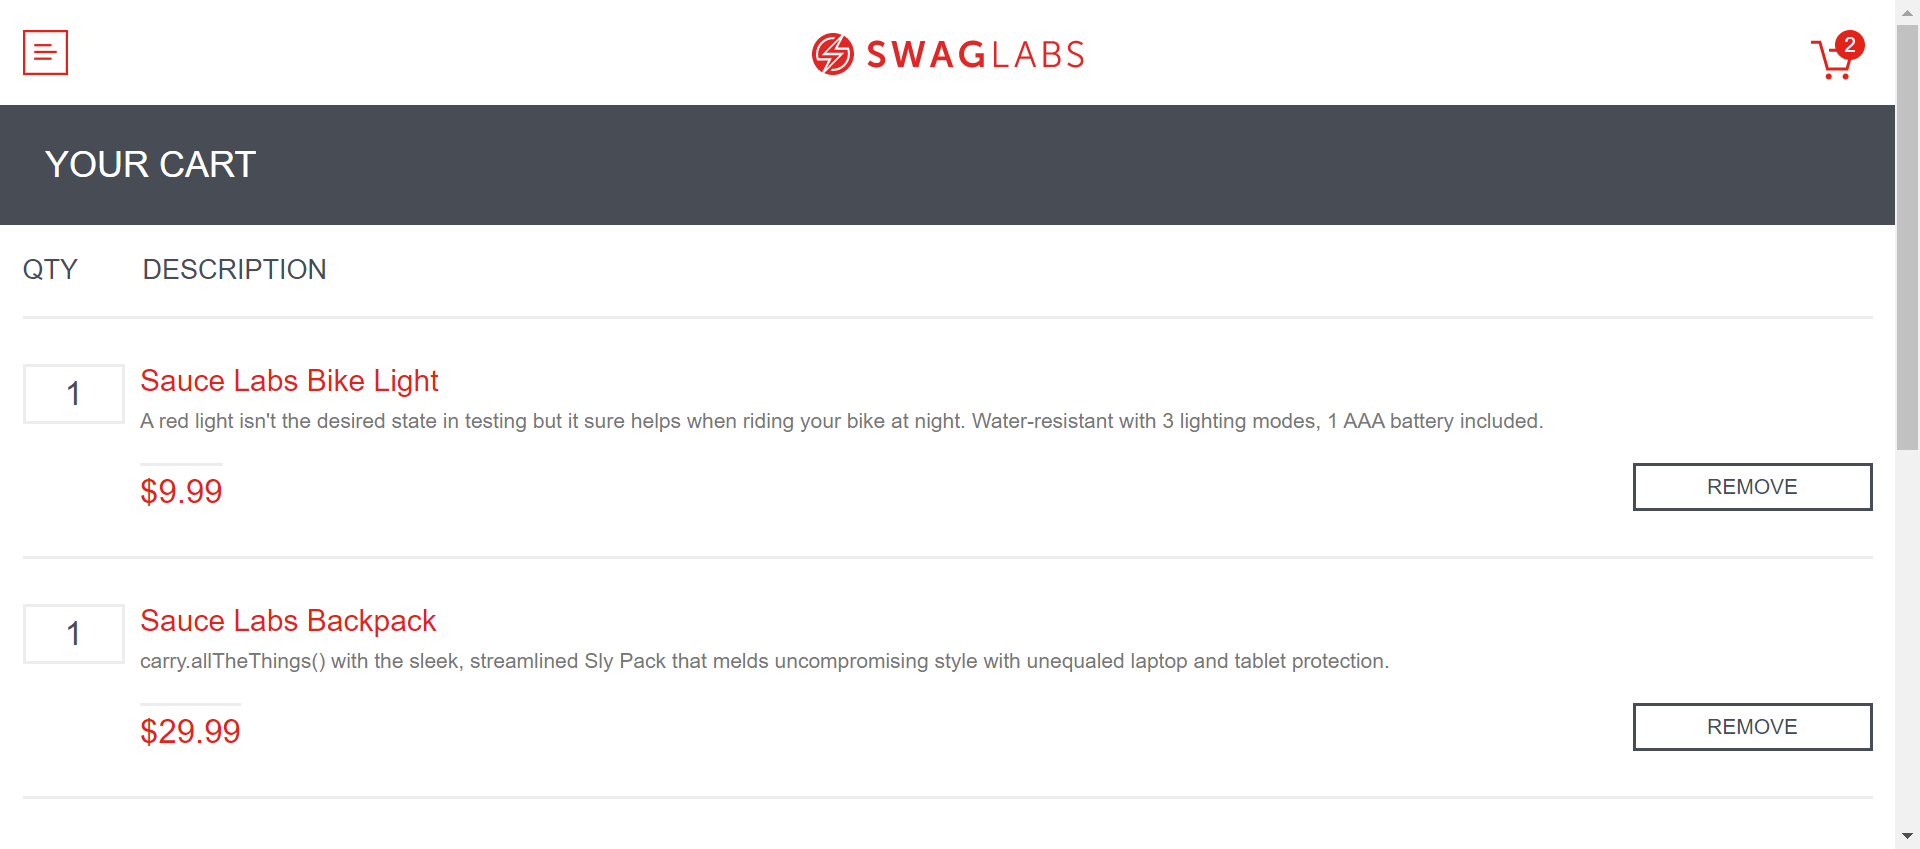 SWAGLABS
2
YOUR CART
QTY DESCRIPTION
1 Sauce Labs Bike Light
A red light isn't the desired state in testing but it sure helps when riding your bike at night. Water-resistant with 3 lighting modes, 1 AAA battery included.
$9.99 REMOVE
1 Sauce Labs Backpack
carry.allTheThings() with the sleek, streamlined Sly Pack that melds uncompromising style with unequaled laptop and tablet protection.
$29.99 REMOVE